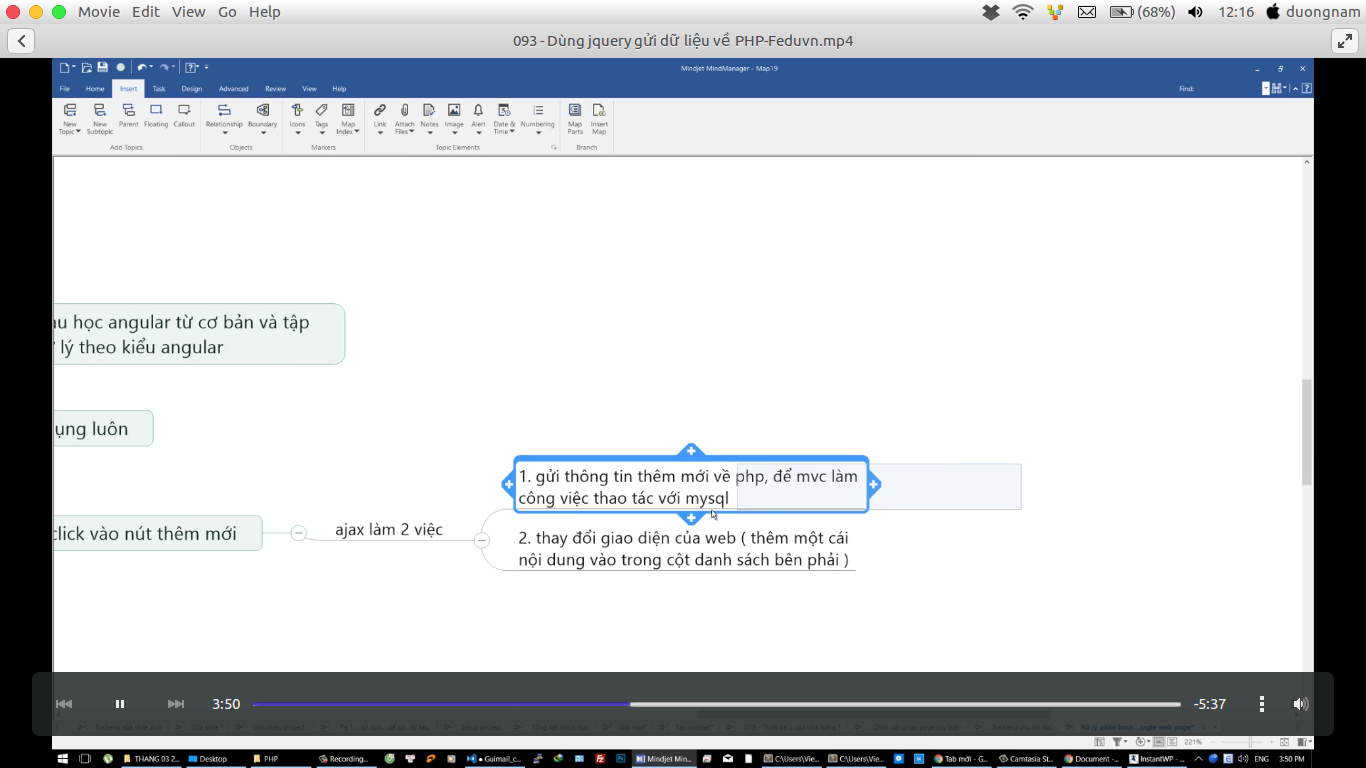 Movie Edit View Go Help (68%) 12:16 duongnam
093 - Dùng jquery gửi dữ liệu về PHP-Feduvn.mp4
Mindjet MindManager - Map19
File Home Insert Task Design Advanced Review View Help Find:
New Topic New Subtopic Parent Floating Callout Relationship Boundary Icons Tags Map Index Link Attach Files Notes Image Alert Date & Time Numbering Map Parts Insert Map
Add Topics Objects Markers Topic Elements Branch
học angular từ cơ bản và tập
lý theo kiểu angular
ụng luôn
click vào nút thêm mới
ajax làm 2 việc
1. gửi thông tin thêm mới về php, để mvc làm
công việc thao tác với mysql
2. thay đổi giao diện của web ( thêm một cái
nội dung vào trong cột danh sách bên phải )
3:50 -5:37
221%
THANG 03 2... Desktop PHP Recording... Guimail_c... Mindjet Min... C:\Users\Vie... C:\Users\Vie... Tab mới - G... Camtasia St... Document -... InstantWP -... ENG 3:50 PM